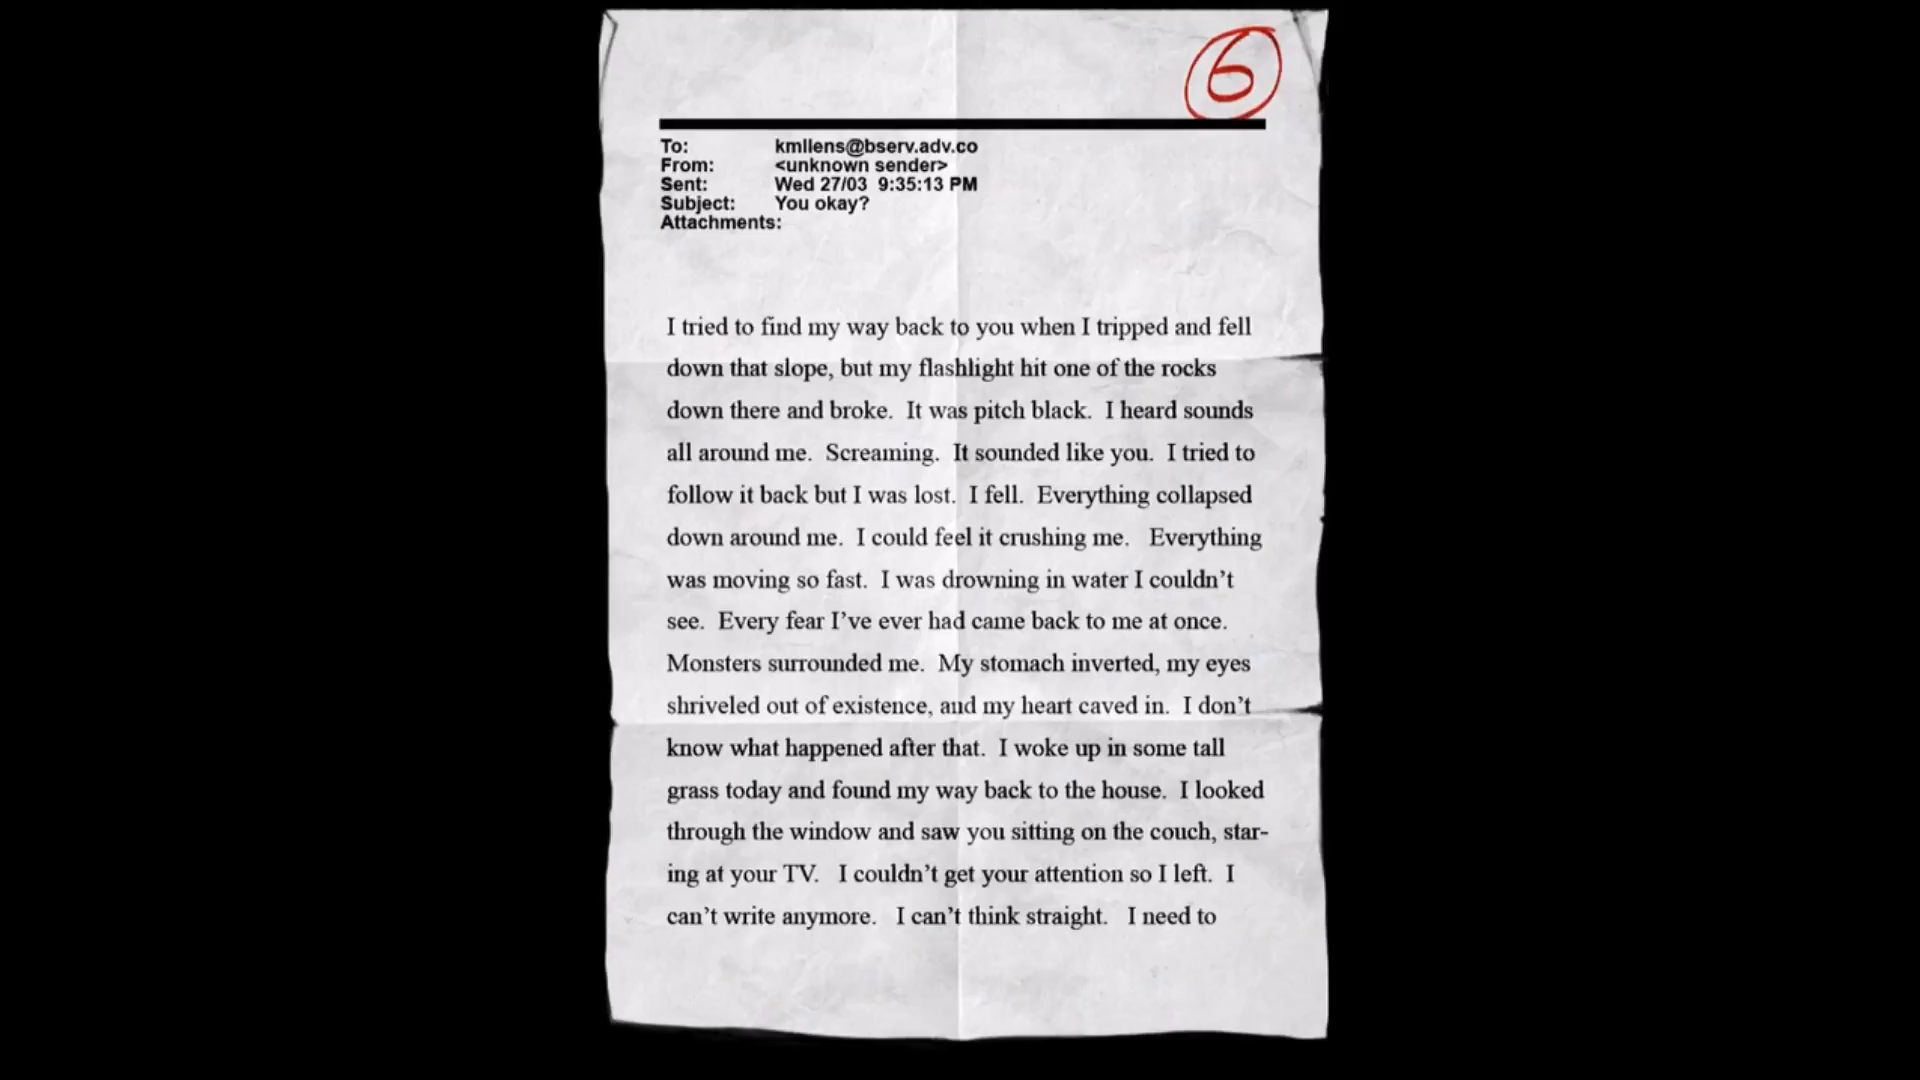 6
To: kmllens@bserv.adv.co
From: <unknown sender>
Sent: Wed 27/03  9:35:13 PM
Subject: You okay?
Attachments:
I tried to find my way back to you when I tripped and fell
down that slope, but my flashlight hit one of the rocks
down there and broke.  It was pitch black.  I heard sounds
all around me.  Screaming.  It sounded like you.  I tried to
follow it back but I was lost.  I fell.  Everything collapsed
down around me.  I could feel it crushing me.   Everything
was moving so fast.  I was drowning in water I couldn’t
see.  Every fear I’ve ever had came back to me at once.
Monsters surrounded me.  My stomach inverted, my eyes
shriveled out of existence, and my heart caved in.  I don’t
know what happened after that.  I woke up in some tall
grass today and found my way back to the house.  I looked
through the window and saw you sitting on the couch, star-
ing at your TV.   I couldn’t get your attention so I left.  I
can’t write anymore.   I can’t think straight.   I need to